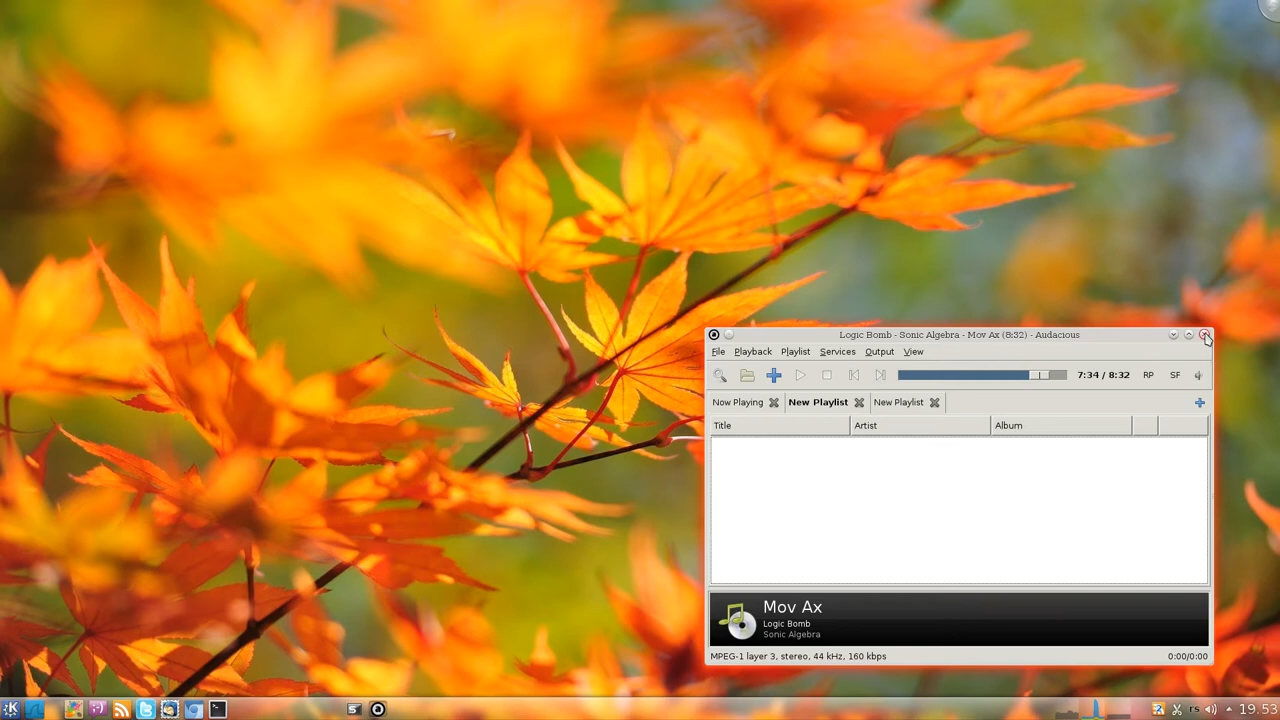 Logic Bomb - Sonic Algebra - Mov Ax (8:32) - Audacious
File Playback Playlist Services Output View
7:34 / 8:32 RP SF
Now Playing New Playlist New Playlist
Title Artist Album
Mov Ax
Logic Bomb
Sonic Algebra
MPEG-1 layer 3, stereo, 44 kHz, 160 kbps 0:00/0:00
rs 19.53